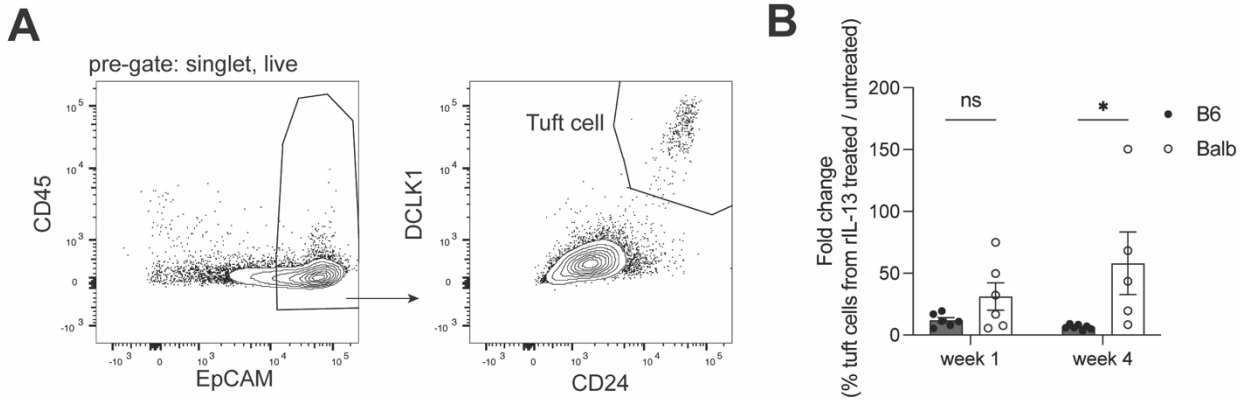 A
pre-gate: singlet, live
CD45
10 5
10 4
10 3
0
-10 3
-10 3
0
10 3
10 4
10 5
EpCAM
Tuft cell
DCLK1
10 5
10 4
10 3
0
-10 3
-10 3
0
10 3
10 4
10 5
CD24
B
Fold change
(% tuft cells from rIL-13 treated / untreated)
200
150
100
50
0
ns
*
B6
Balb
week 1
week 4